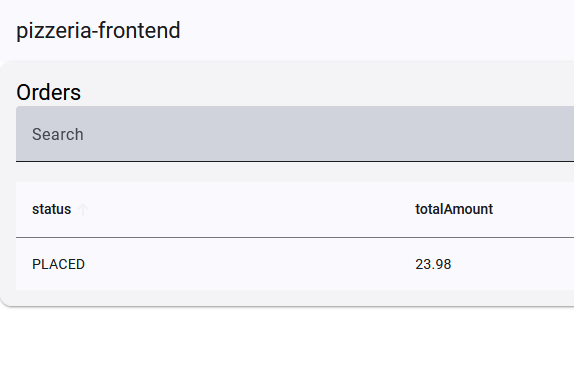 pizzeria-frontend
Orders
Search
status totalAmount
PLACED 23.98